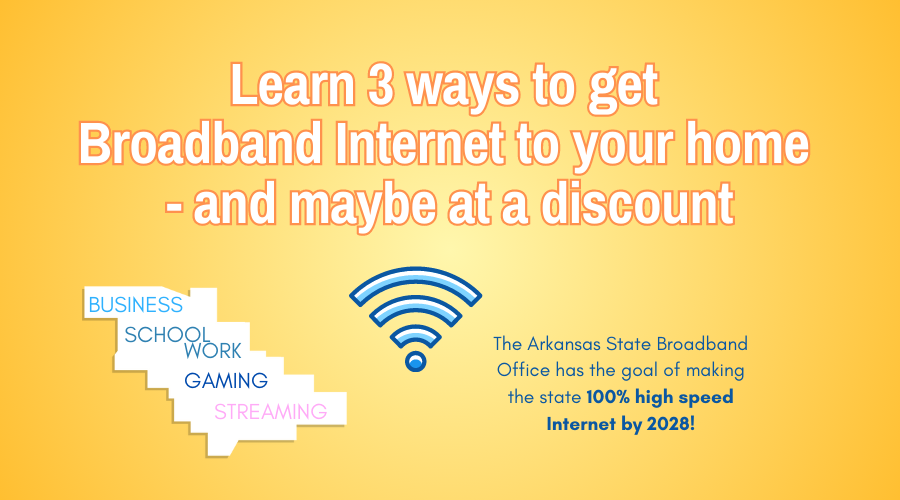 Learn 3 ways to get
Broadband Internet to your home
- and maybe at a discount
BUSINESS
SCHOOL
WORK
GAMING
STREAMING
The Arkansas State Broadband
Office has the goal of making
the state 100% high speed
Internet by 2028!